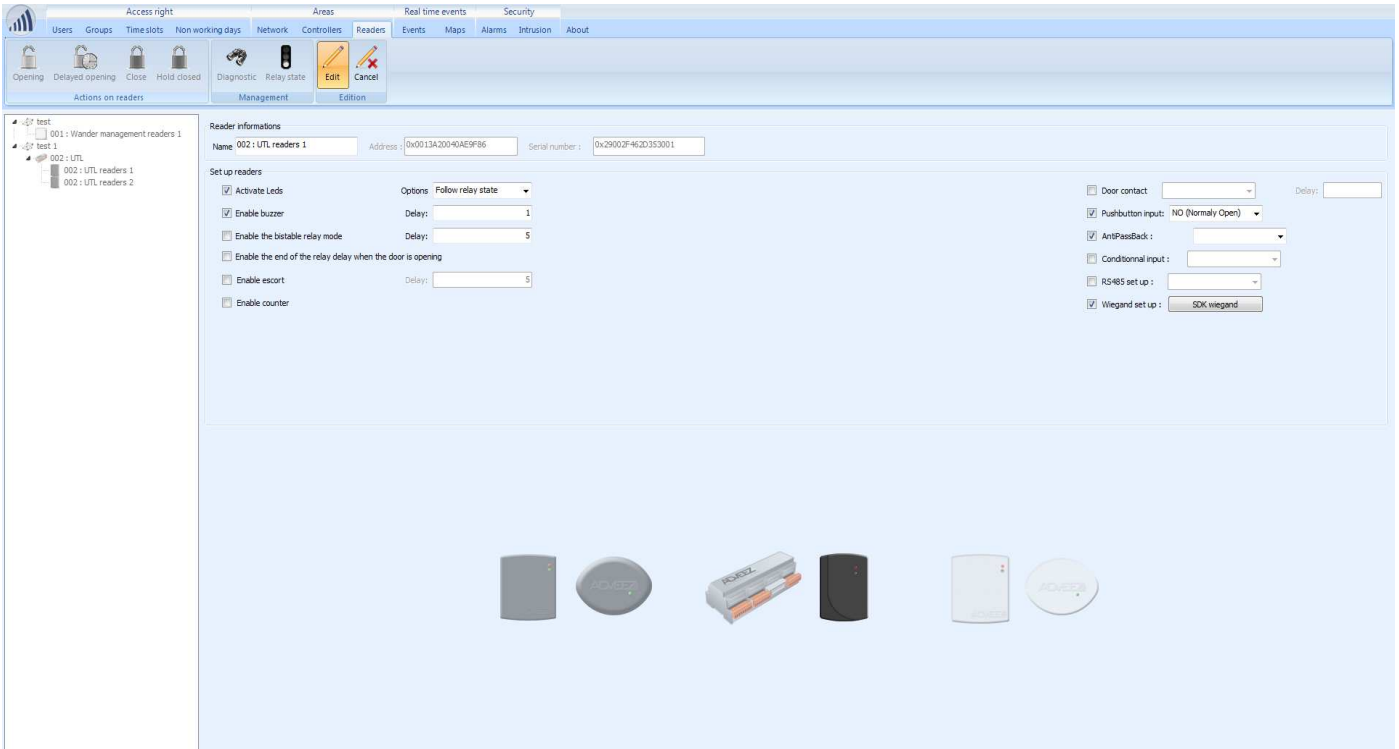 Access right Areas Real time events Security
Users Groups Time slots Non working days Network Controllers Readers Events Maps Alarms Intrusion About
Opening Delayed opening Close Hold closed Diagnostic Relay state Edit Cancel
Actions on readers Management Edition
test
001 : Wander management readers 1
test 1
002 : UTL
002 : UTL readers 1
002 : UTL readers 2
Reader informations
Name 002 : UTL readers 1 Address : 0x0013A20040AE9F86 Serial number : 0x29002F462D353001
Set up readers
Activate Leds Options Follow relay state Door contact Delay:
Enable buzzer Delay: 1 Pushbutton input: NO (Normaly Open)
Enable the bistable relay mode Delay: 5 AntiPassBack :
Enable the end of the relay delay when the door is opening Conditionnal input :
Enable escort Delay: 5 RS485 set up :
Enable counter Wiegand set up : SDK wiegand